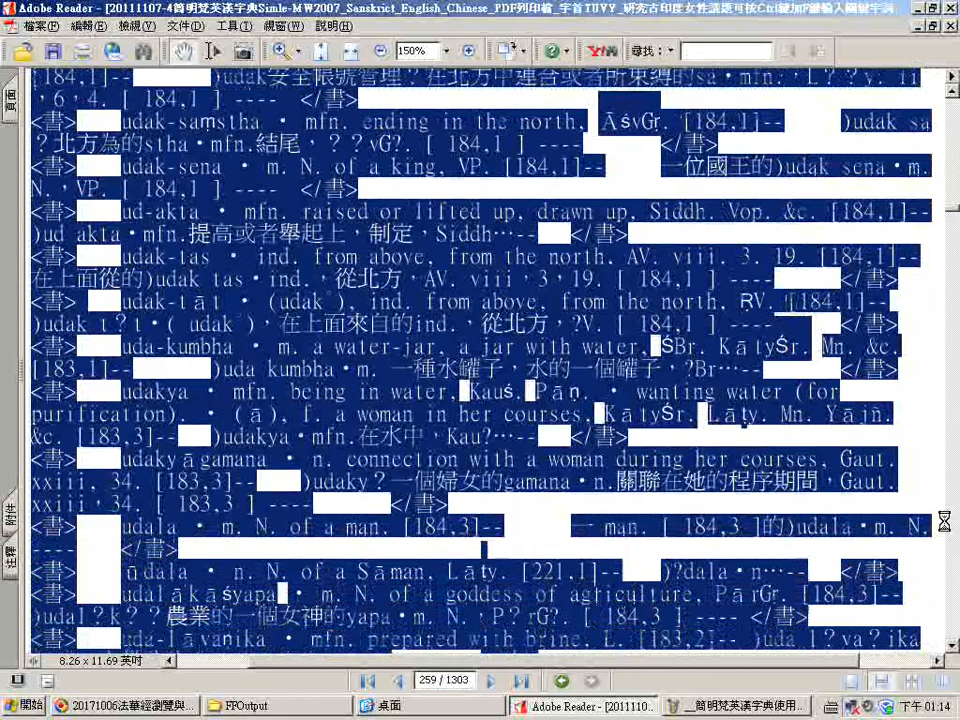 Adobe Reader - [20111107-4簡明梵英漢字典Simle-MW2007_Sanskrit_English_Chinese_PDF列印檔_字首TUVY_研究古印度女性議題可按Ctrl鍵加F鍵輸入關鍵字詞
檔案(F) 編輯(E) 檢視(V) 文件(D) 工具(T) 視窗(W) 說明(H)
150% 尋找：
頁面
附件
注釋
[184,1]-- )udak安全帳號管理？在北方中連合或者所束縛的sa‧mfn.，L？？y. ii
，6，4. [ 184,1 ] ---- </書>
<書> udak-saṃstha ‧ mfn. ending in the north, ĀśvGṛ. [184,1]-- )udak sa
？北方為的stha‧mfn.結尾，？？vG?. [ 184,1 ] ---- </書>
<書> udak-sena ‧ m. N. of a king, VP. [184,1]-- 一位國王的)udak sena‧m.
N.，VP. [ 184,1 ] ---- </書>
<書> ud-akta ‧ mfn. raised or lifted up, drawn up, Siddh. Vop. &c. [184,1]--
)ud akta‧mfn.提高或者舉起上，制定，Siddh…-- </書>
<書> udak-tas ‧ ind. from above, from the north, AV. viii. 3. 19. [184,1]--
在上面從的)udak tas‧ind.，從北方，AV. viii，3，19. [ 184,1 ] ---- </書>
<書> udak-tāt ‧ (udak°), ind. from above, from the north, ṚV. [184,1]--
)udak t？t‧( udak°)，在上面來自的ind.，從北方，?V. [ 184,1 ] ---- </書>
<書> uda-kumbha ‧ m. a water-jar, a jar with water, ŚBr. KātyŚr. Mn. &c.
[183,1]-- )uda kumbha‧m. 一種水罐子，水的一個罐子，?Br…-- </書>
<書> udakya ‧ mfn. being in water, Kauś. Pāṇ. ‧ wanting water (for
purification). ‧ (ā), f. a woman in her courses, KātyŚr. Lāṭy. Mn. Yājñ.
&c. [183,3]-- )udakya‧mfn.在水中，Kau?…-- </書>
<書> udakyāgamana ‧ n. connection with a woman during her courses, Gaut.
xxiii, 34. [183,3]-- )udaky？一個婦女的gamana‧n.關聯在她的程序期間，Gaut.
xxiii，34. [ 183,3 ] ---- </書>
<書> udala ‧ m. N. of a man. [184,3]-- 一 man. [ 184,3 ]的)udala‧m. N.
---- </書>
<書> ūdala ‧ n. N. of a Sāman, Lāṭy. [221,1]-- )?dala‧n…-- </書>
<書> udalākāśyapa ‧ m. N. of a goddess of agriculture, PārGṛ. [184,3]--
)udal？k？？農業的一個女神的yapa‧m. N.，P？rG?. [ 184,3 ] ---- </書>
<書> uda-lāvaṇika ‧ mfn. prepared with brine, L. [183,2]-- )uda l？va？ika
8.26 x 11.69 英吋
259 / 1303
開始 20171006法華經瀏覽與... FFOutput 桌面 Adobe Reader - [2011110... __簡明梵英漢字典使用... 下午 01:14